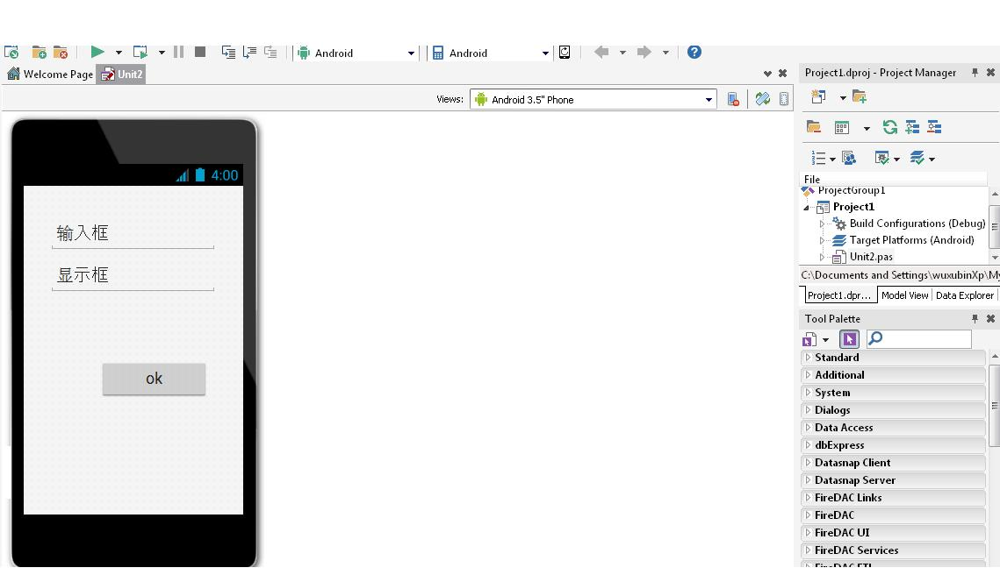 Android Android
Welcome Page Unit2
Views: Android 3.5" Phone
4:00
输入框
显示框
ok
Project1.dproj - Project Manager
File
ProjectGroup1
Project1
Build Configurations (Debug)
Target Platforms (Android)
Unit2.pas
C:\Documents and Settings\wuxubinXp\My
Project1.dpr... Model View Data Explorer
Tool Palette
Standard
Additional
System
Dialogs
Data Access
dbExpress
Datasnap Client
Datasnap Server
FireDAC Links
FireDAC
FireDAC UI
FireDAC Services
FireDAC ETL